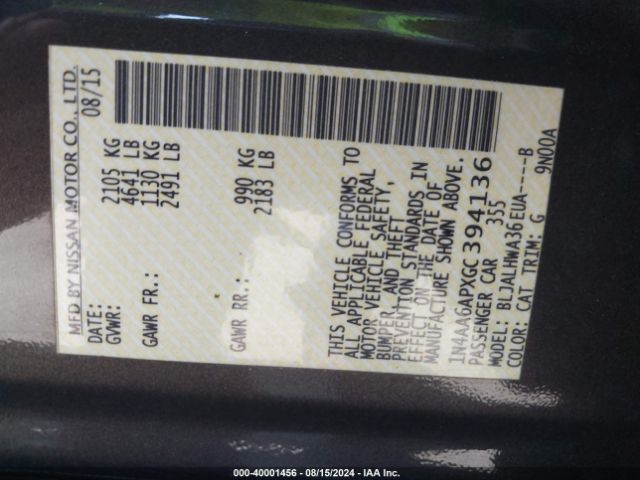 MFD BY NISSAN MOTOR CO., LTD.
DATE: 08/15
GVWR: 2105 KG
4641 LB
GAWR FR.: 1130 KG
2491 LB
GAWR RR.: 990 KG
2183 LB
THIS VEHICLE CONFORMS TO
ALL APPLICABLE FEDERAL
MOTOR VEHICLE SAFETY,
BUMPER, AND THEFT
PREVENTION STANDARDS IN
EFFECT ON THE DATE OF
MANUFACTURE SHOWN ABOVE.
1N4AA6APXGC394136
PASSENGER CAR 355
MODEL: BLJALHWA36EUA----B
COLOR: CAT TRIM: G 9N00A
000-40001456 - 08/15/2024 - IAA Inc.